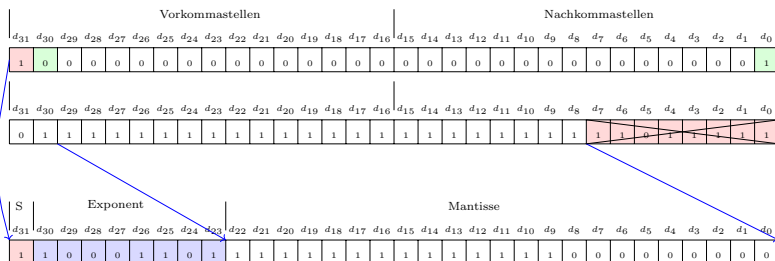 Vorkommastellen Nachkommastellen
d31 d30 d29 d28 d27 d26 d25 d24 d23 d22 d21 d20 d19 d18 d17 d16 d15 d14 d13 d12 d11 d10 d9 d8 d7 d6 d5 d4 d3 d2 d1 d0
1 0 0 0 0 0 0 0 0 0 0 0 0 0 0 0 0 0 0 0 0 0 0 0 0 0 0 0 0 0 0 1
d31 d30 d29 d28 d27 d26 d25 d24 d23 d22 d21 d20 d19 d18 d17 d16 d15 d14 d13 d12 d11 d10 d9 d8 d7 d6 d5 d4 d3 d2 d1 d0
0 1 1 1 1 1 1 1 1 1 1 1 1 1 1 1 1 1 1 1 1 1 1 1 1 1 0 1 1 1 1 1
S Exponent Mantisse
d31 d30 d29 d28 d27 d26 d25 d24 d23 d22 d21 d20 d19 d18 d17 d16 d15 d14 d13 d12 d11 d10 d9 d8 d7 d6 d5 d4 d3 d2 d1 d0
1 1 0 0 0 1 1 0 1 1 1 1 1 1 1 1 1 1 1 1 1 1 1 0 0 0 0 0 0 0 0 0